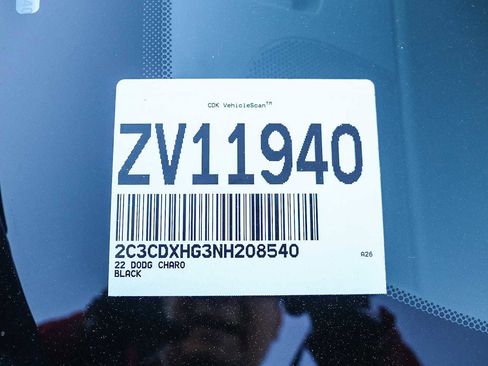 CDK VehicleScan™
ZV11940
2C3CDXHG3NH208540
A26
22 DODG CHARO
BLACK